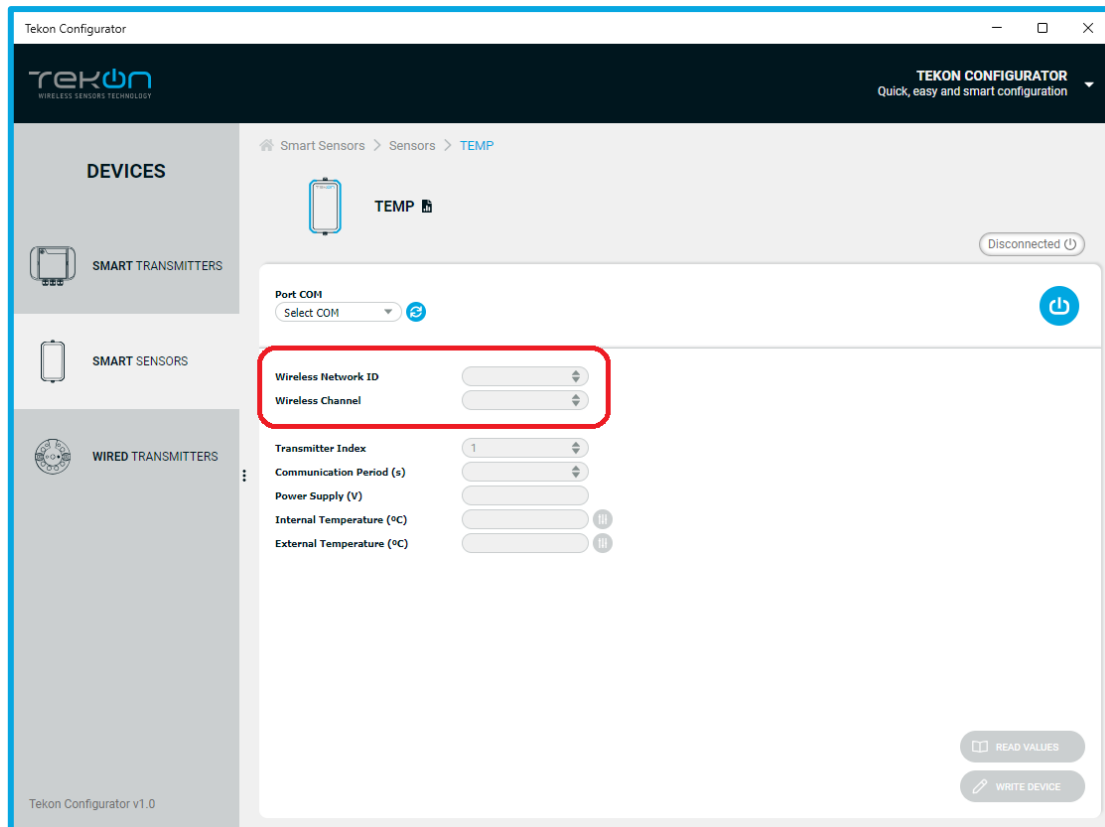 Tekon Configurator
TEKON
WIRELESS SENSORS TECHNOLOGY
TEKON CONFIGURATOR
Quick, easy and smart configuration
DEVICES
SMART TRANSMITTERS
SMART SENSORS
WIRED TRANSMITTERS
Tekon Configurator v1.0
Smart Sensors > Sensors > TEMP
TEMP
Disconnected
Port COM
Select COM
Wireless Network ID
Wireless Channel
Transmitter Index 1
Communication Period (s)
Power Supply (V)
Internal Temperature (ºC)
External Temperature (ºC)
READ VALUES
WRITE DEVICE